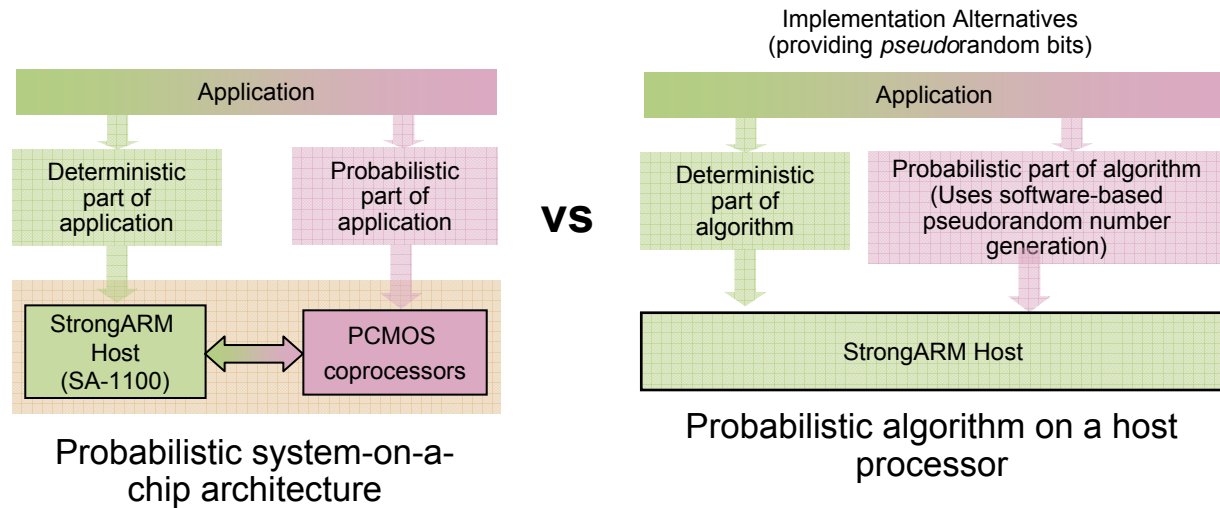 Application
Deterministic
part of
application
Probabilistic
part of
application
StrongARM
Host
(SA-1100)
PCMOS
coprocessors
Probabilistic system-on-a-
chip architecture
vs
Implementation Alternatives
(providing pseudorandom bits)
Application
Deterministic
part of
algorithm
Probabilistic part of algorithm
(Uses software-based
pseudorandom number
generation)
StrongARM Host
Probabilistic algorithm on a host
processor